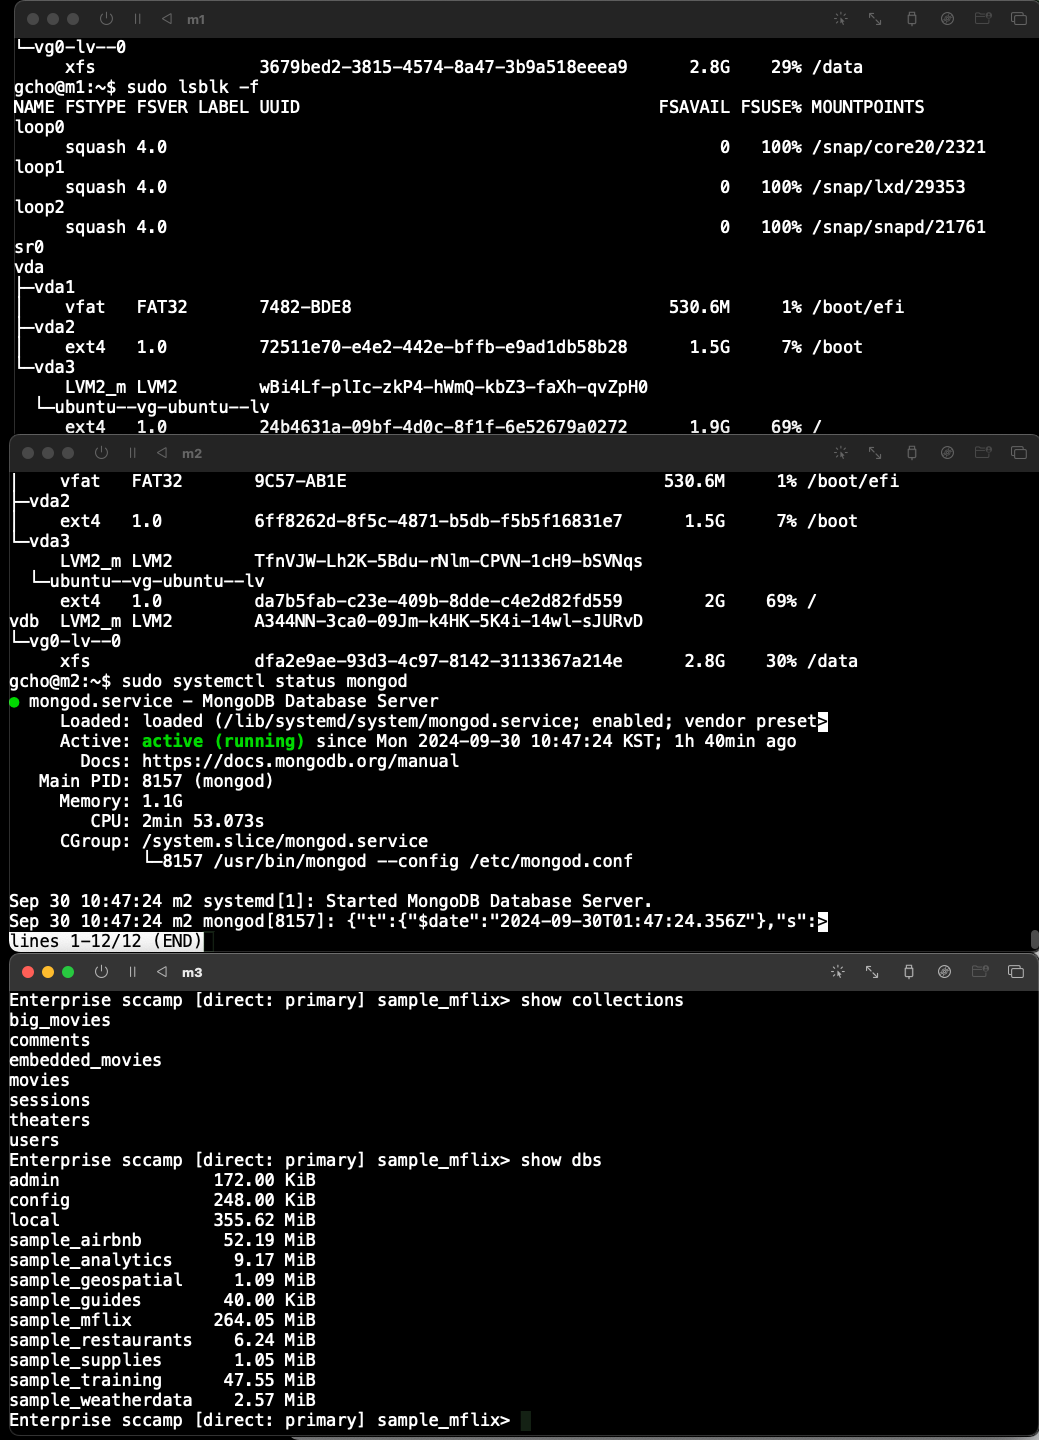 m1
└─vg0-lv--0
     xfs                3679bed2-3815-4574-8a47-3b9a518eeea9      2.8G    29% /data
gcho@m1:~$ sudo lsblk -f
NAME FSTYPE FSVER LABEL UUID                                   FSAVAIL FSUSE% MOUNTPOINTS
loop0
     squash 4.0                                                      0   100% /snap/core20/2321
loop1
     squash 4.0                                                      0   100% /snap/lxd/29353
loop2
     squash 4.0                                                      0   100% /snap/snapd/21761
sr0
vda
├─vda1
│    vfat   FAT32       7482-BDE8                               530.6M     1% /boot/efi
├─vda2
│    ext4   1.0         72511e70-e4e2-442e-bffb-e9ad1db58b28      1.5G     7% /boot
└─vda3
     LVM2_m LVM2        wBi4Lf-plIc-zkP4-hWmQ-kbZ3-faXh-qvZpH0
  └─ubuntu--vg-ubuntu--lv
     ext4   1.0         24b4631a-09bf-4d0c-8f1f-6e52679a0272      1.9G    69% /
m2
│    vfat   FAT32       9C57-AB1E                               530.6M     1% /boot/efi
├─vda2
│    ext4   1.0         6ff8262d-8f5c-4871-b5db-f5b5f16831e7      1.5G     7% /boot
└─vda3
     LVM2_m LVM2        TfnVJW-Lh2K-5Bdu-rNlm-CPVN-1cH9-bSVNqs
  └─ubuntu--vg-ubuntu--lv
     ext4   1.0         da7b5fab-c23e-409b-8dde-c4e2d82fd559        2G    69% /
vdb  LVM2_m LVM2        A344NN-3ca0-09Jm-k4HK-5K4i-14wl-sJURvD
└─vg0-lv--0
     xfs                dfa2e9ae-93d3-4c97-8142-3113367a214e      2.8G    30% /data
gcho@m2:~$ sudo systemctl status mongod
● mongod.service - MongoDB Database Server
     Loaded: loaded (/lib/systemd/system/mongod.service; enabled; vendor preset>
     Active: active (running) since Mon 2024-09-30 10:47:24 KST; 1h 40min ago
       Docs: https://docs.mongodb.org/manual
   Main PID: 8157 (mongod)
     Memory: 1.1G
        CPU: 2min 53.073s
     CGroup: /system.slice/mongod.service
             └─8157 /usr/bin/mongod --config /etc/mongod.conf
Sep 30 10:47:24 m2 systemd[1]: Started MongoDB Database Server.
Sep 30 10:47:24 m2 mongod[8157]: {"t":{"$date":"2024-09-30T01:47:24.356Z"},"s":>
lines 1-12/12 (END)
m3
Enterprise sccamp [direct: primary] sample_mflix> show collections
big_movies
comments
embedded_movies
movies
sessions
theaters
users
Enterprise sccamp [direct: primary] sample_mflix> show dbs
admin               172.00 KiB
config              248.00 KiB
local               355.62 MiB
sample_airbnb        52.19 MiB
sample_analytics      9.17 MiB
sample_geospatial     1.09 MiB
sample_guides        40.00 KiB
sample_mflix        264.05 MiB
sample_restaurants    6.24 MiB
sample_supplies       1.05 MiB
sample_training      47.55 MiB
sample_weatherdata    2.57 MiB
Enterprise sccamp [direct: primary] sample_mflix>